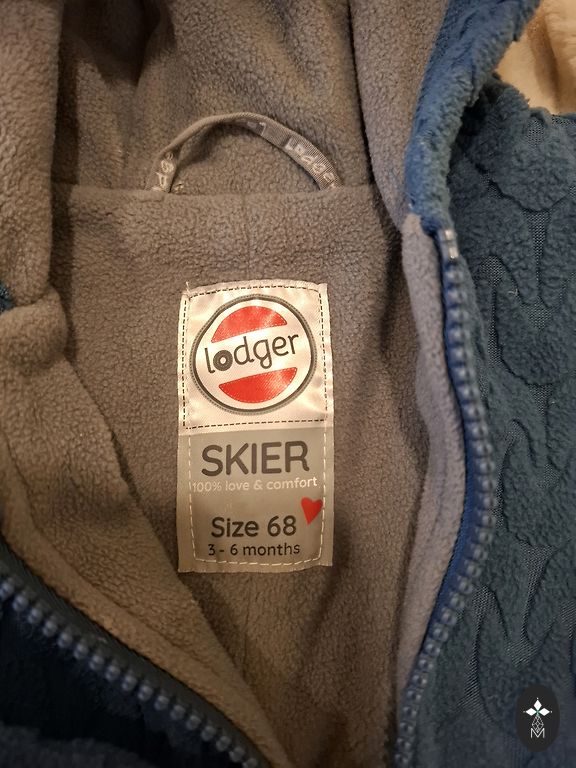 lodger
SKIER
100% love & comfort
Size 68
3 - 6 months